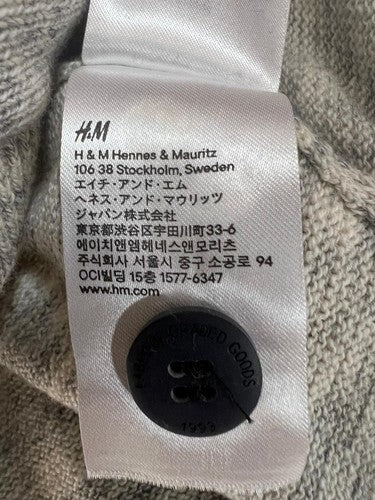 H&M
H & M Hennes & Mauritz
106 38 Stockholm, Sweden
エイチ・アンド・エム
ヘネス・アンド・マウリッツ
ジャパン株式会社
東京都渋谷区宇田川町33-6
에이치앤엠헤네스앤모리츠
주식회사 서울시 중구 소공로 94
OCI빌딩 15층 1577-6347
www.hm.com
GOODS
1993